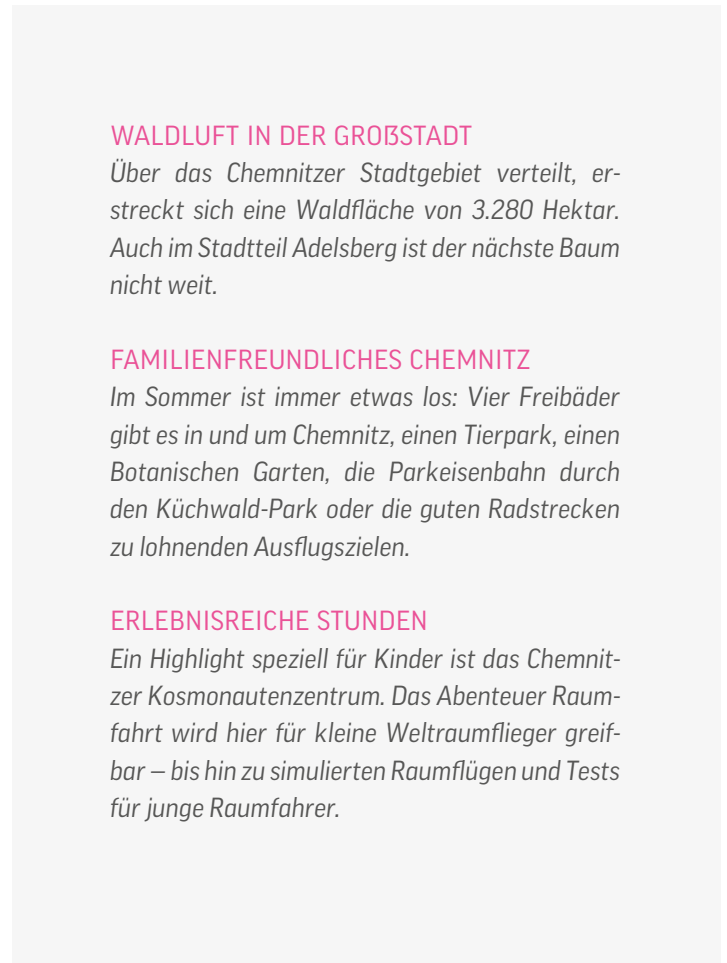 WALDLUFT IN DER GROẞSTADT
Über das Chemnitzer Stadtgebiet verteilt, er-
streckt sich eine Waldfläche von 3.280 Hektar.
Auch im Stadtteil Adelsberg ist der nächste Baum
nicht weit.
FAMILIENFREUNDLICHES CHEMNITZ
Im Sommer ist immer etwas los: Vier Freibäder
gibt es in und um Chemnitz, einen Tierpark, einen
Botanischen Garten, die Parkeisenbahn durch
den Küchwald-Park oder die guten Radstrecken
zu lohnenden Ausflugszielen.
ERLEBNISREICHE STUNDEN
Ein Highlight speziell für Kinder ist das Chemnit-
zer Kosmonautenzentrum. Das Abenteuer Raum-
fahrt wird hier für kleine Weltraumflieger greif-
bar – bis hin zu simulierten Raumflügen und Tests
für junge Raumfahrer.